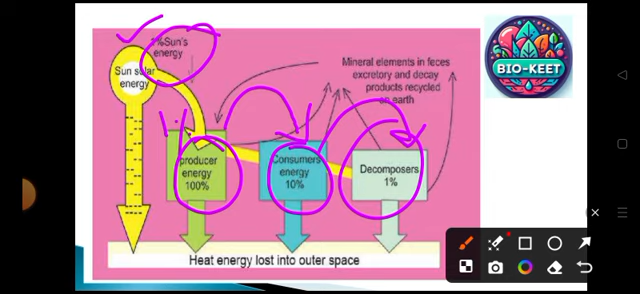 1%Sun's
energy
Sun solar
energy
Mineral elements in feces
excretory and decay
products recycled
on earth
BIO-KEET
producer
energy
100%
Consumers
energy
10%
Decomposers
1%
Heat energy lost into outer space